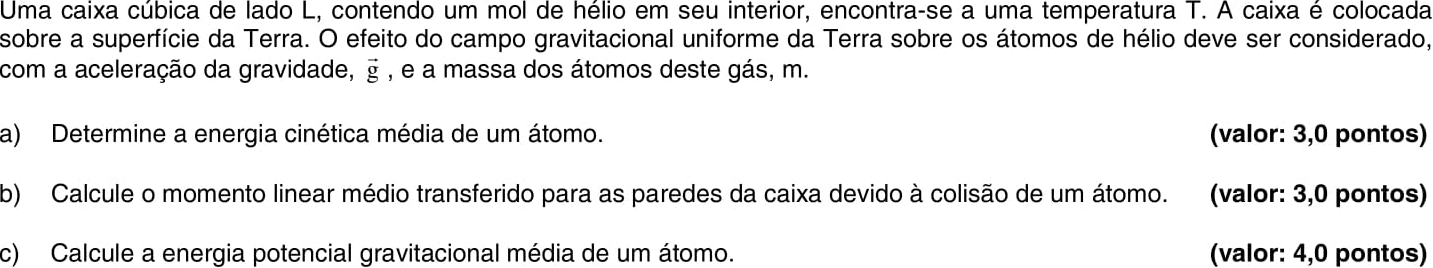 Uma caixa cúbica de lado L, contendo um mol de hélio em seu interior, encontra-se a uma temperatura T. A caixa é colocada
sobre a superfície da Terra. O efeito do campo gravitacional uniforme da Terra sobre os átomos de hélio deve ser considerado,
com a aceleração da gravidade, g⃗ , e a massa dos átomos deste gás, m.
a) Determine a energia cinética média de um átomo. (valor: 3,0 pontos)
b) Calcule o momento linear médio transferido para as paredes da caixa devido à colisão de um átomo. (valor: 3,0 pontos)
c) Calcule a energia potencial gravitacional média de um átomo. (valor: 4,0 pontos)